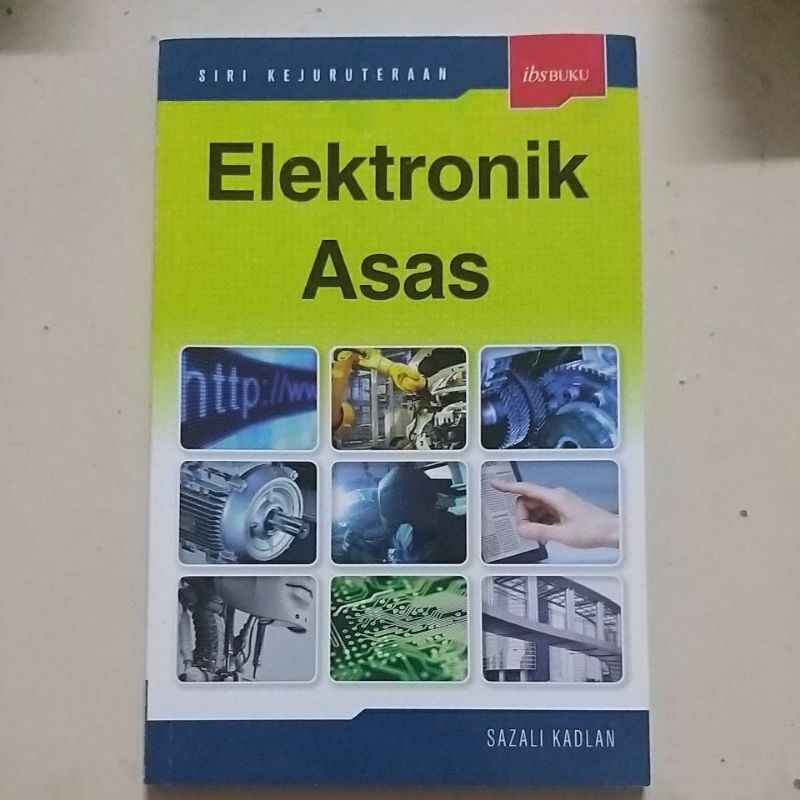 SIRI KEJURUTERAAN
ibsBUKU
Elektronik
Asas
http://ww
SAZALI KADLAN